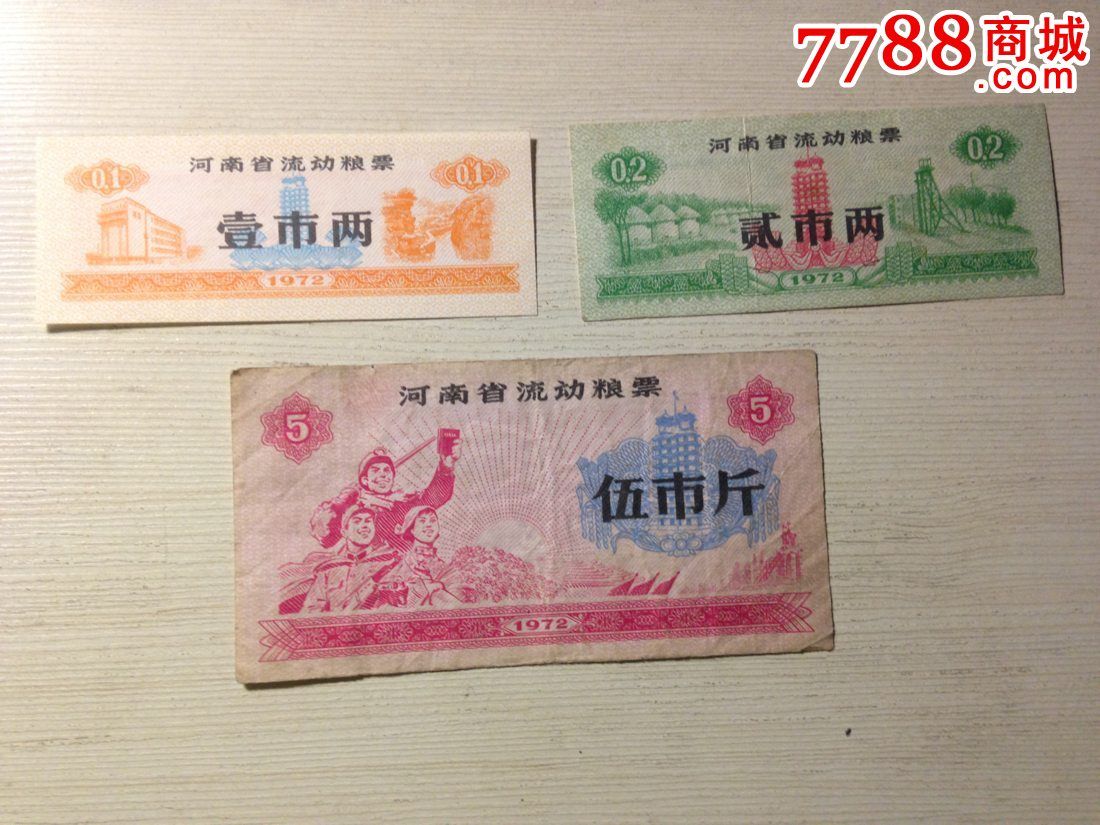 7788商城
.com
河南省流动粮票
0.1 0.1
壹市两
1972
河南省流动粮票
0.2 0.2
贰市两
1972
河南省流动粮票
5 5
伍市斤
1972